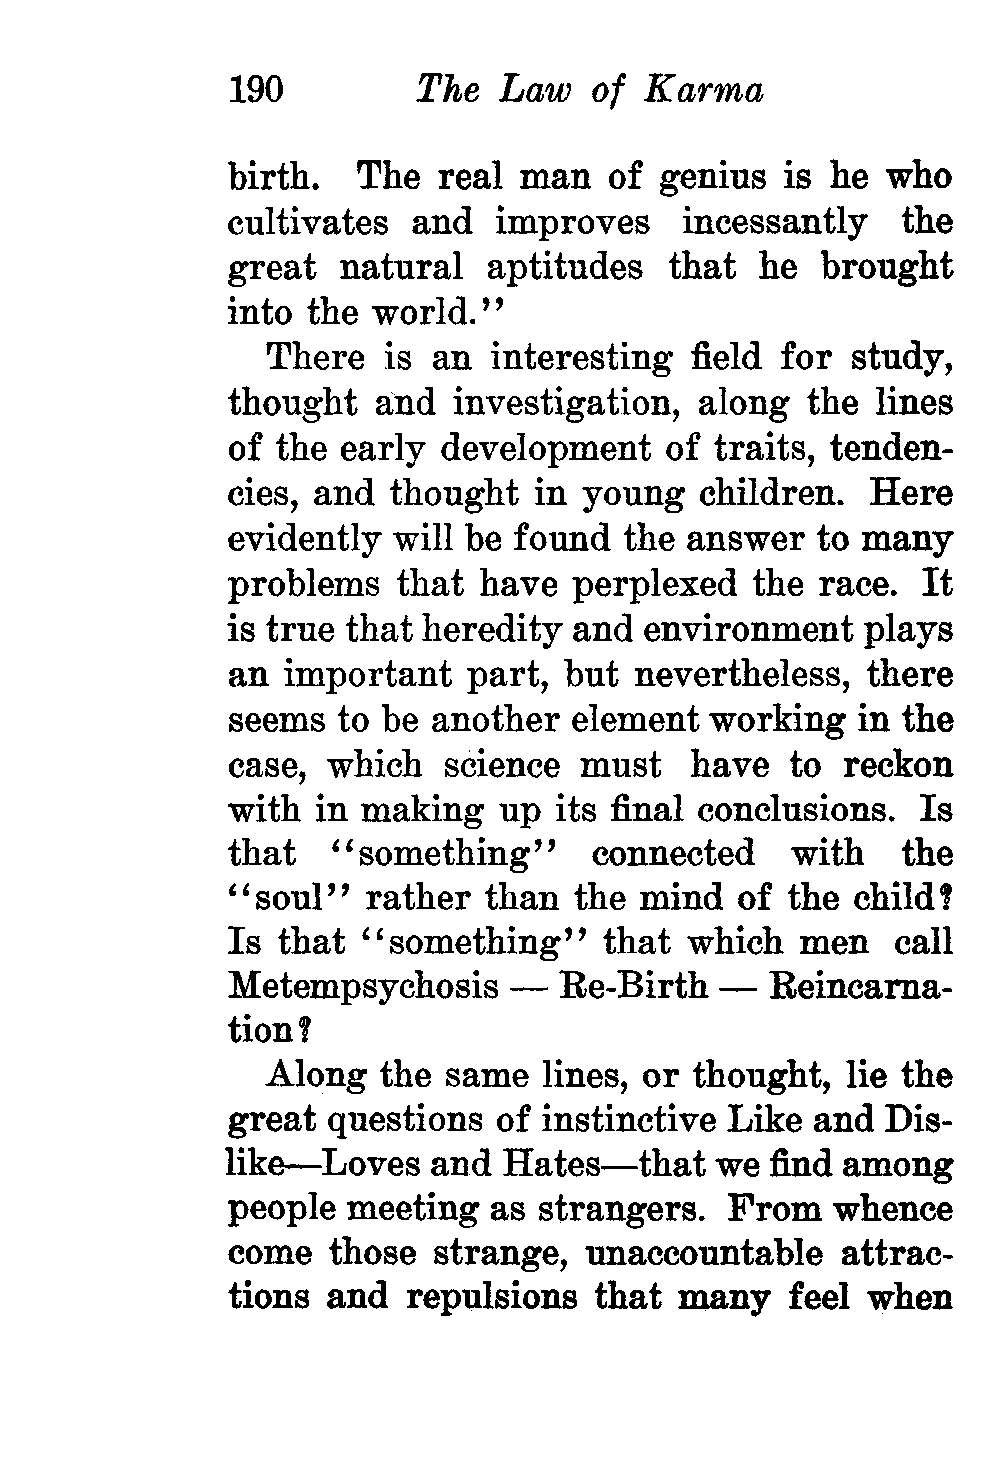 190 The Law of Karma
birth. The real man of genius is he who
cultivates and improves incessantly the
great natural aptitudes that he brought
into the world."
There is an interesting field for study,
thought and investigation, along the lines
of the early development of traits, tenden-
cies, and thought in young children. Here
evidently will be found the answer to many
problems that have perplexed the race. It
is true that heredity and environment plays
an important part, but nevertheless, there
seems to be another element working in the
case, which science must have to reckon
with in making up its final conclusions. Is
that "something" connected with the
"soul" rather than the mind of the child?
Is that "something" that which men call
Metempsychosis — Re-Birth — Reincarna-
tion?
Along the same lines, or thought, lie the
great questions of instinctive Like and Dis-
like—Loves and Hates—that we find among
people meeting as strangers. From whence
come those strange, unaccountable attrac-
tions and repulsions that many feel when